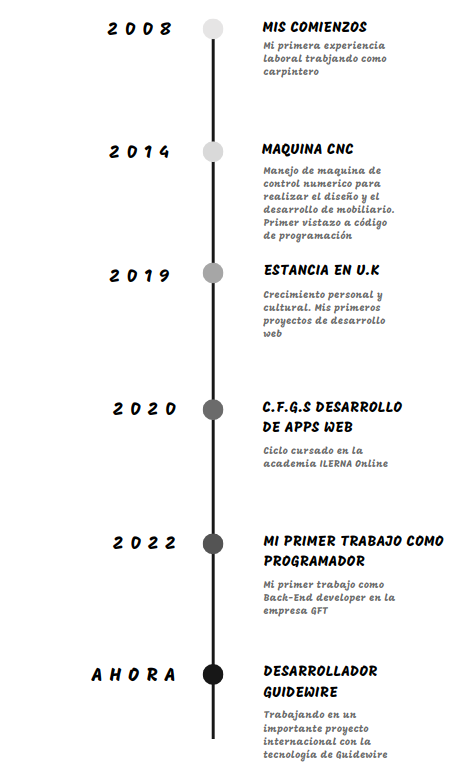 2008
MIS COMIENZOS
Mi primera experiencia
laboral trabjando como
carpintero
2014
MAQUINA CNC
Manejo de maquina de
control numerico para
realizar el diseño y el
desarrollo de mobiliario.
Primer vistazo a código
de programación
2019
ESTANCIA EN U.K
Crecimiento personal y
cultural. Mis primeros
proyectos de desarrollo
web
2020
C.F.G.S DESARROLLO
DE APPS WEB
Ciclo cursado en la
academia ILERNA Online
2022
MI PRIMER TRABAJO COMO
PROGRAMADOR
Mi primer trabajo como
Back-End developer en la
empresa GFT
AHORA
DESARROLLADOR
GUIDEWIRE
Trabajando en un
importante proyecto
internacional con la
tecnología de Guidewire